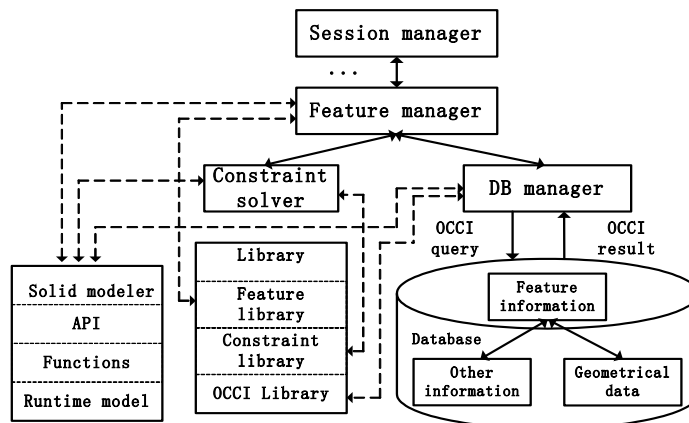 Session manager
...
Feature manager
Constraint
solver
DB manager
OCCI
query
OCCI
result
Library
Feature
library
Constraint
library
OCCI Library
Solid modeler
API
Functions
Runtime model
Feature
information
Database
Other
information
Geometrical
data